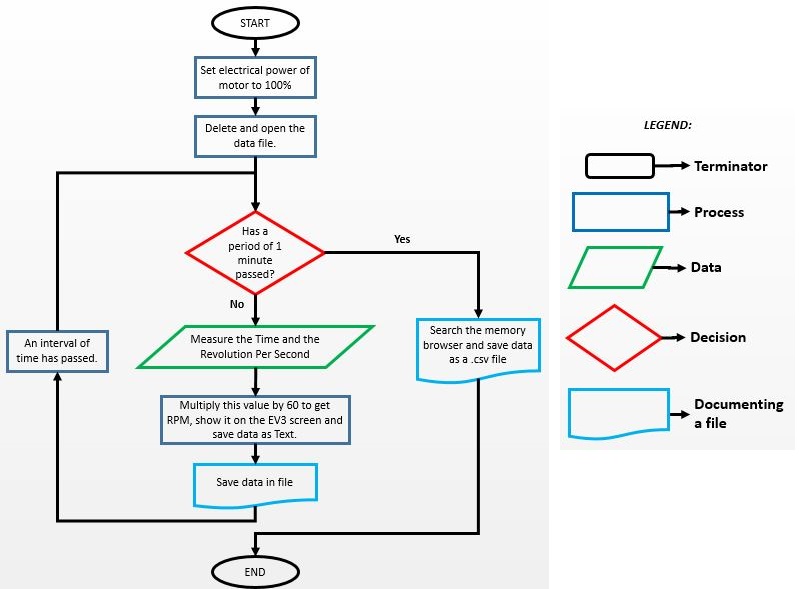 START
Set electrical power of
motor to 100%
Delete and open the
data file.
Has a
period of 1
minute
passed?
Yes
No
Measure the Time and the
Revolution Per Second
Search the memory
browser and save data
as a .csv file
An interval of
time has passed.
Multiply this value by 60 to get
RPM, show it on the EV3 screen and
save data as Text.
Save data in file
END
LEGEND:
Terminator
Process
Data
Decision
Documenting
a file